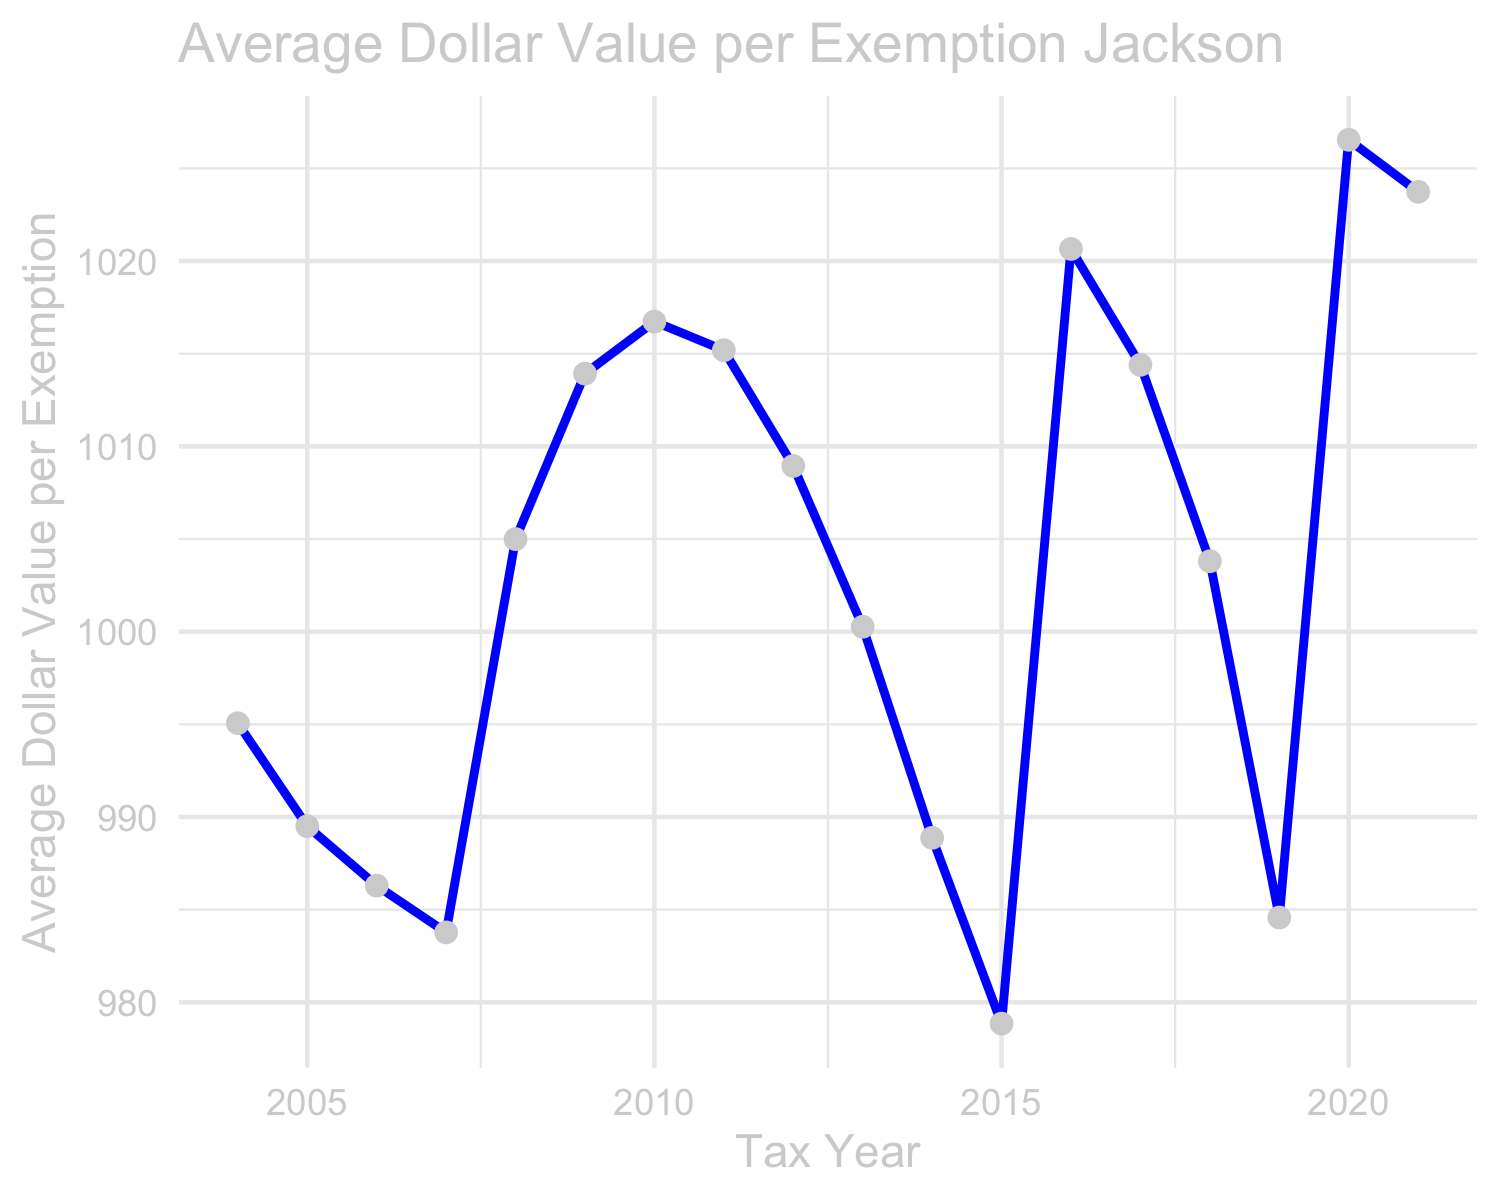 Average Dollar Value per Exemption Jackson
Average Dollar Value per Exemption
1020
1010
1000
990
980
2005 2010 2015 2020
Tax Year